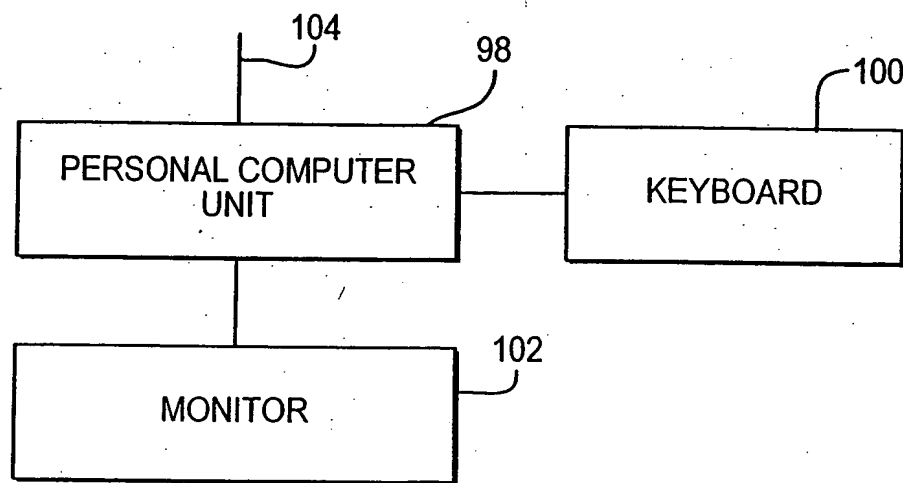 104
98
100
PERSONAL COMPUTER
UNIT
KEYBOARD
102
MONITOR